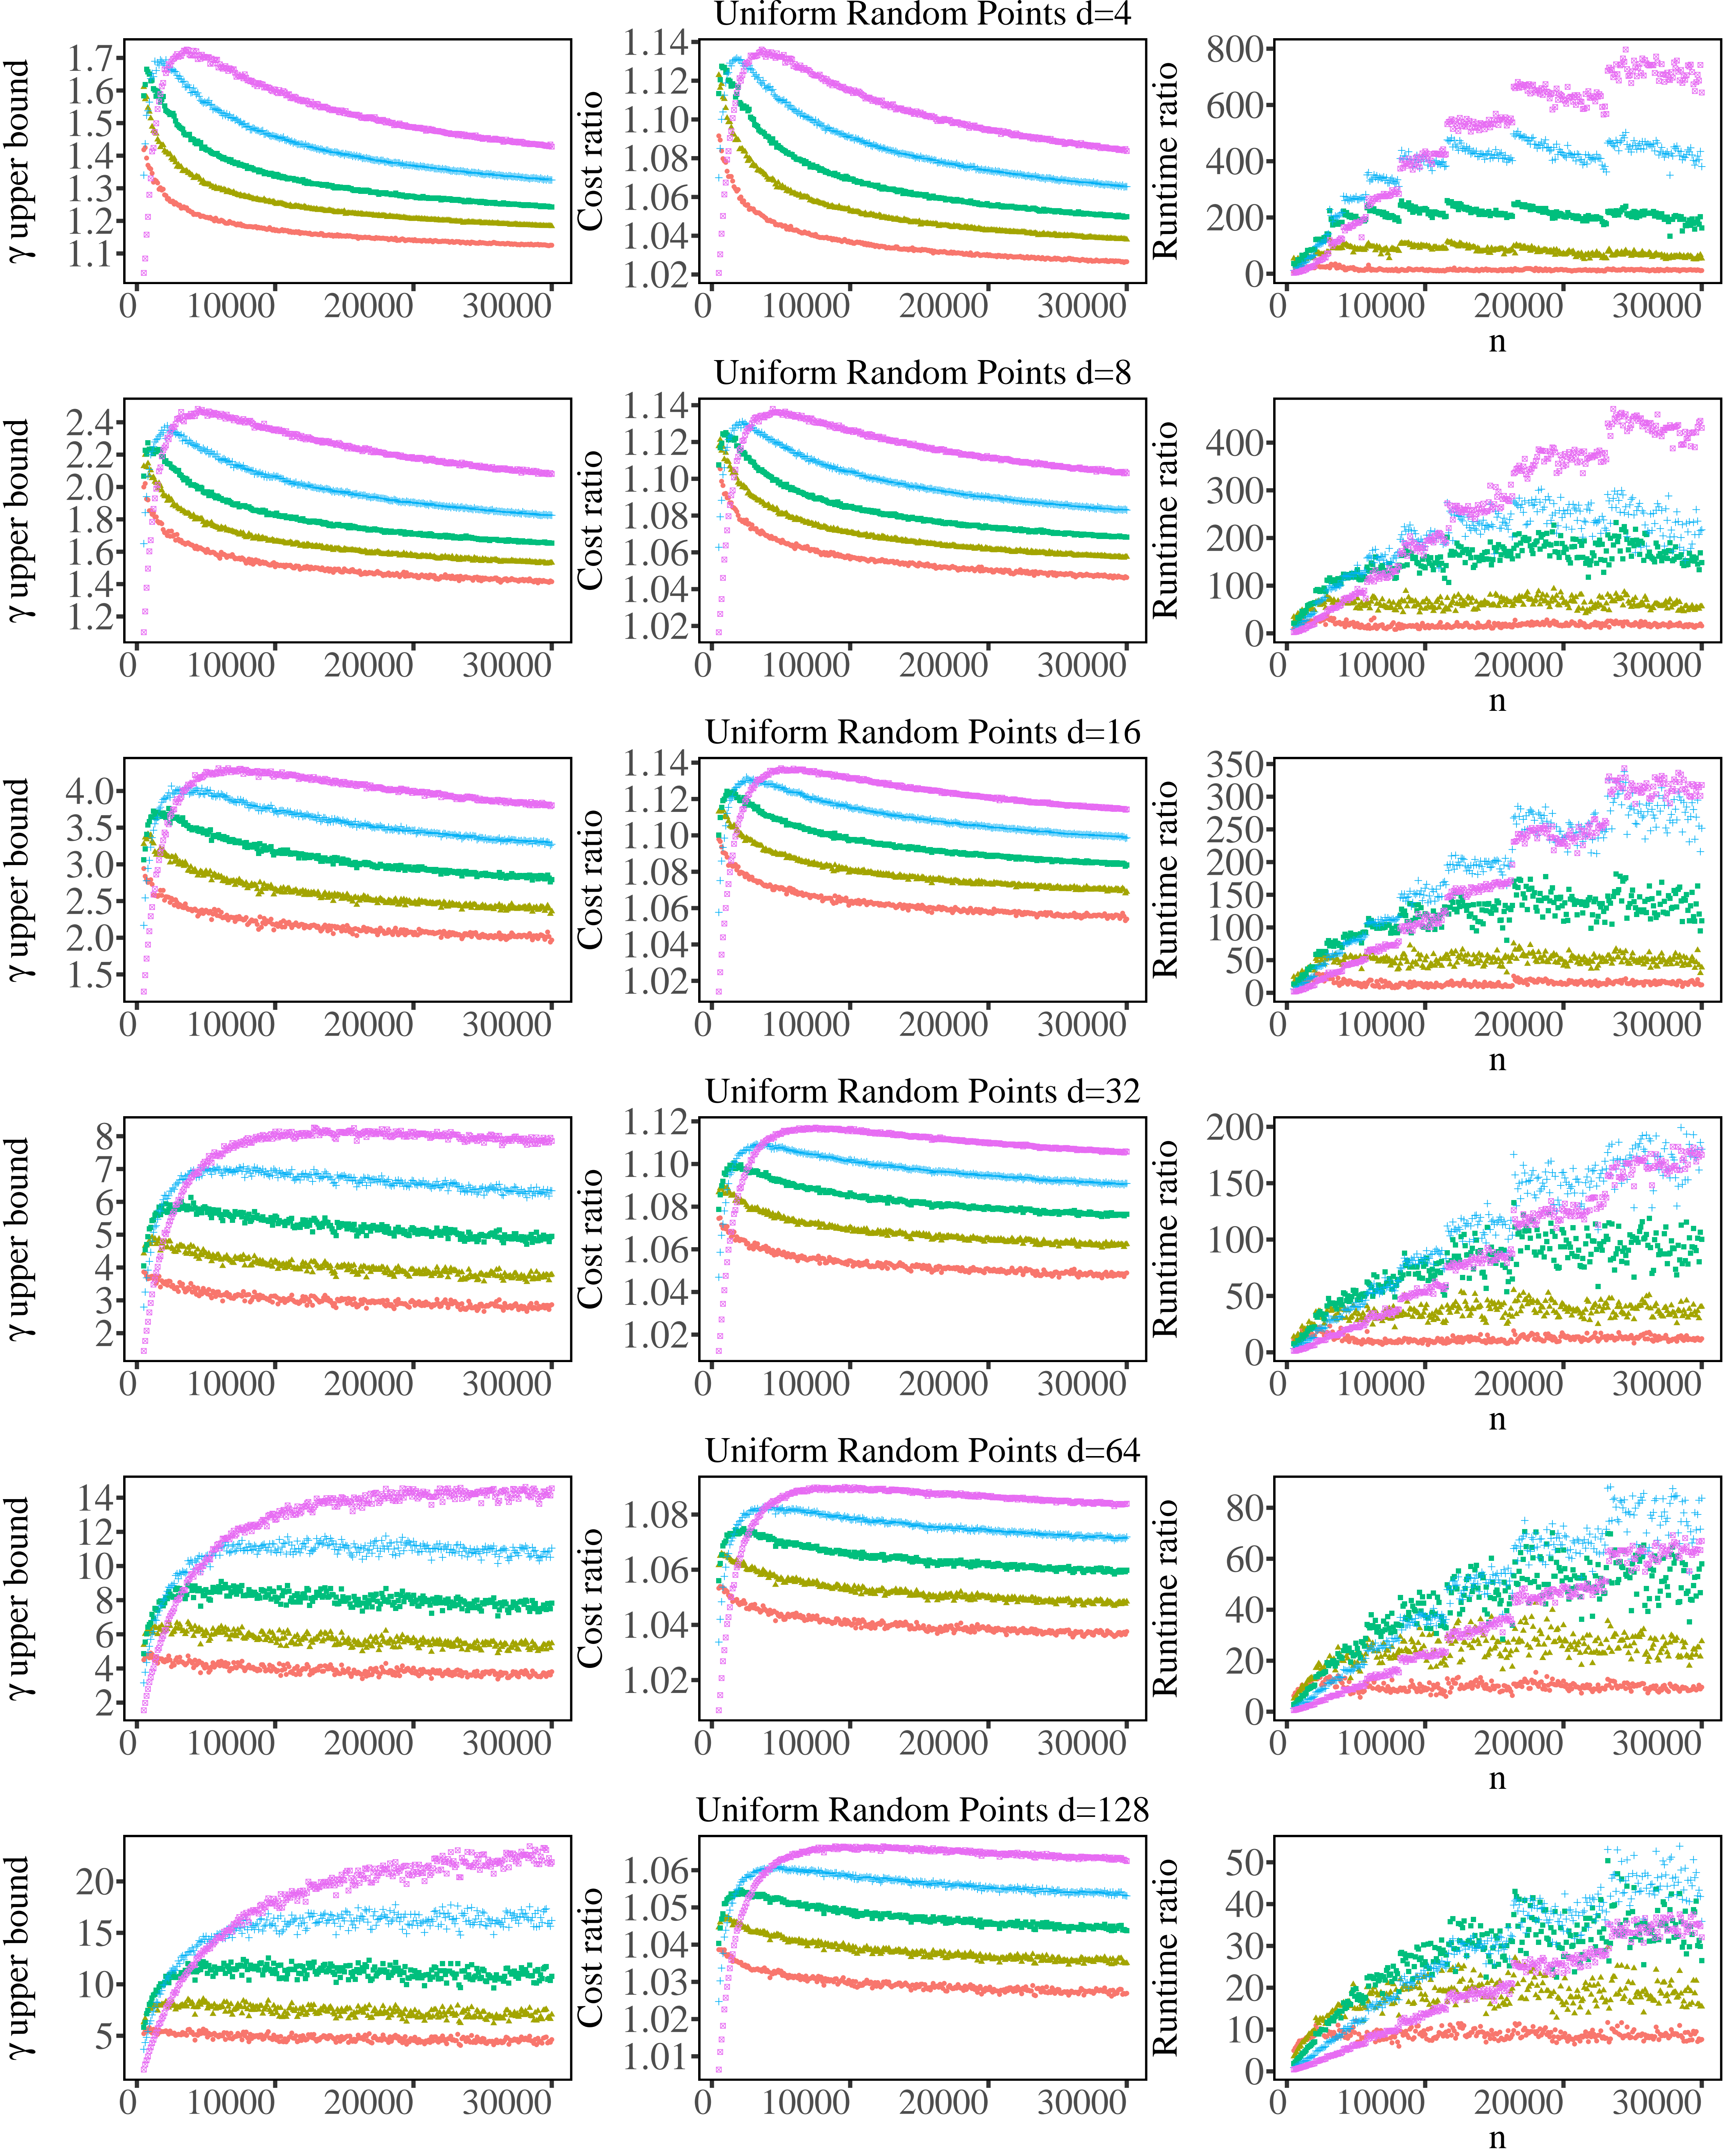 Uniform Random Points d=4
γ upper bound
1.7
1.6
1.5
1.4
1.3
1.2
1.1
0 10000 20000 30000
Cost ratio
1.14
1.12
1.10
1.08
1.06
1.04
1.02
0 10000 20000 30000
Runtime ratio
800
600
400
200
0
0 10000 20000 30000
n
Uniform Random Points d=8
γ upper bound
2.4
2.2
2.0
1.8
1.6
1.4
1.2
0 10000 20000 30000
Cost ratio
1.14
1.12
1.10
1.08
1.06
1.04
1.02
0 10000 20000 30000
Runtime ratio
400
300
200
100
0
0 10000 20000 30000
n
Uniform Random Points d=16
γ upper bound
4.0
3.5
3.0
2.5
2.0
1.5
0 10000 20000 30000
Cost ratio
1.14
1.12
1.10
1.08
1.06
1.04
1.02
0 10000 20000 30000
Runtime ratio
350
300
250
200
150
100
50
0
0 10000 20000 30000
n
Uniform Random Points d=32
γ upper bound
8
7
6
5
4
3
2
0 10000 20000 30000
Cost ratio
1.12
1.10
1.08
1.06
1.04
1.02
0 10000 20000 30000
Runtime ratio
200
150
100
50
0
0 10000 20000 30000
n
Uniform Random Points d=64
γ upper bound
14
12
10
8
6
4
2
0 10000 20000 30000
Cost ratio
1.08
1.06
1.04
1.02
0 10000 20000 30000
Runtime ratio
80
60
40
20
0
0 10000 20000 30000
n
Uniform Random Points d=128
γ upper bound
20
15
10
5
0 10000 20000 30000
Cost ratio
1.06
1.05
1.04
1.03
1.02
1.01
0 10000 20000 30000
Runtime ratio
50
40
30
20
10
0
0 10000 20000 30000
n